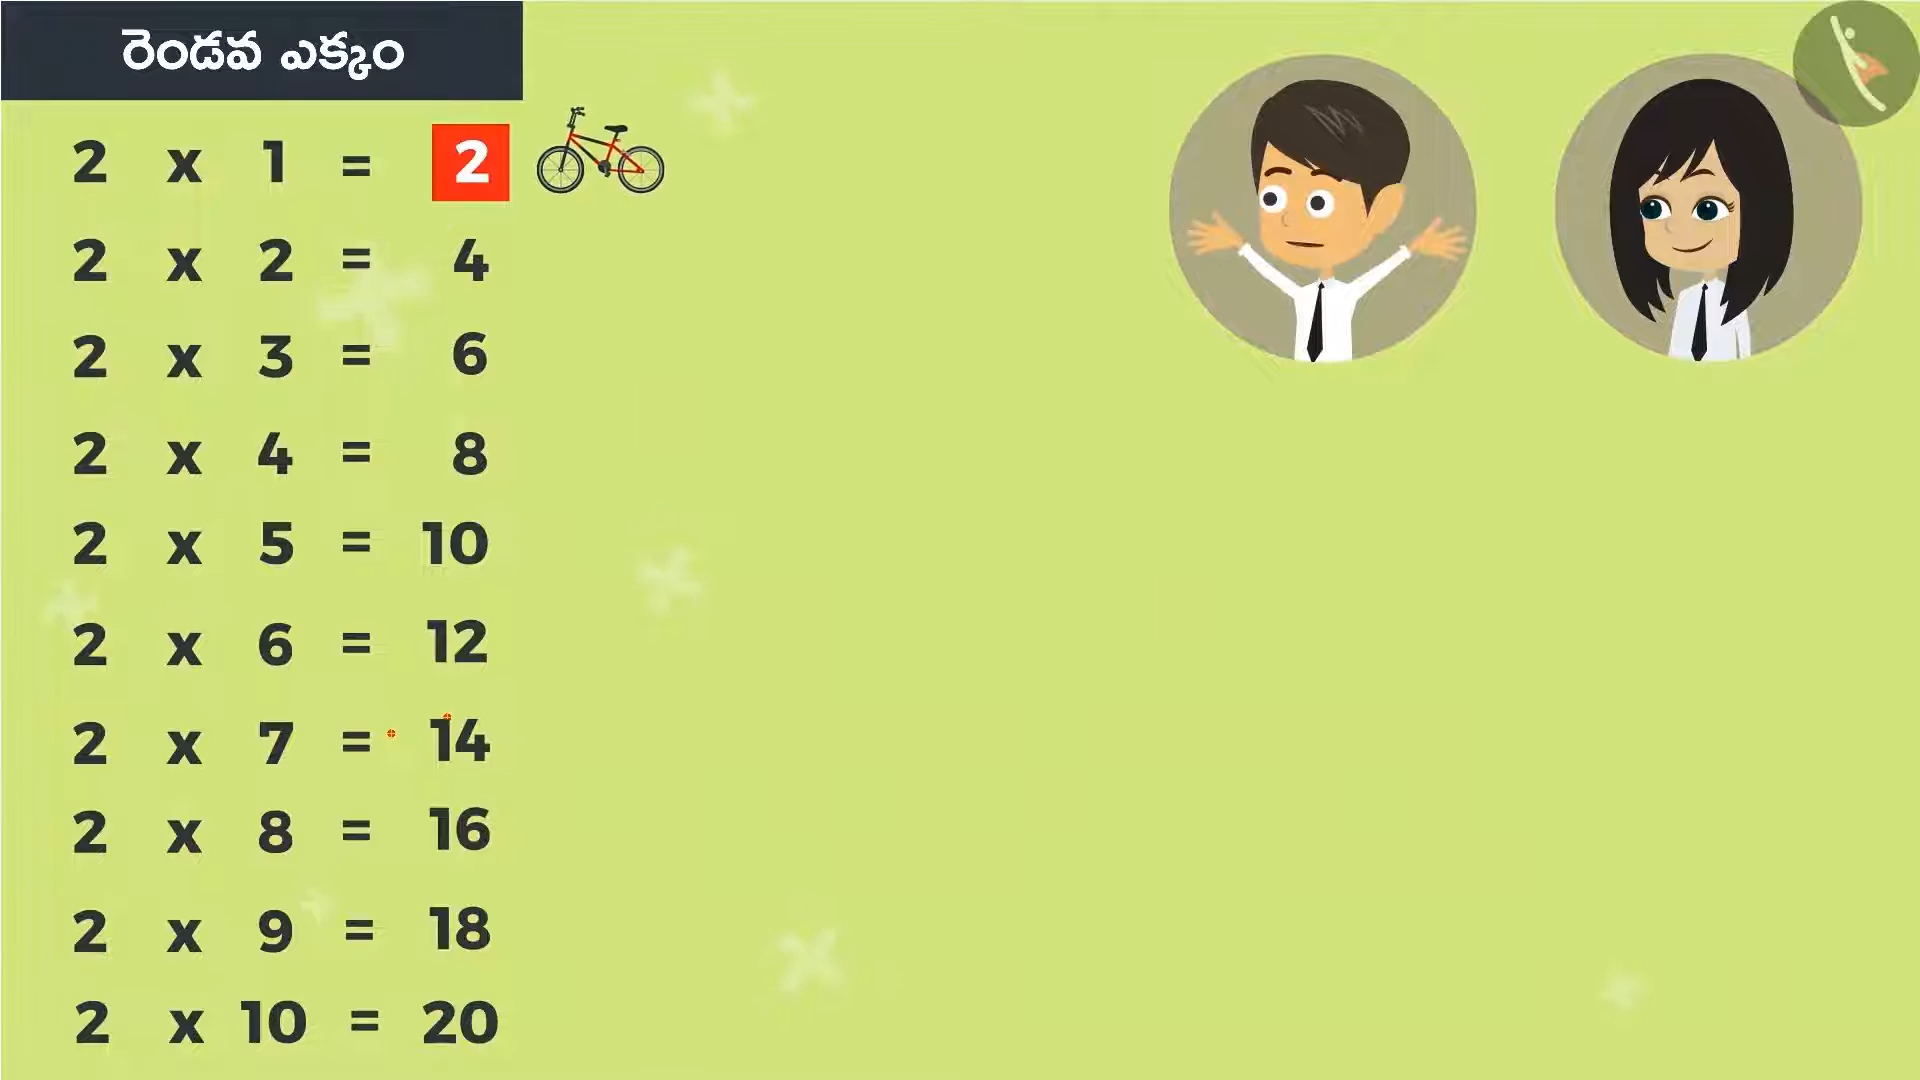 రెండవ ఎక్కం
2 x 1 = 2
2 x 2 = 4
2 x 3 = 6
2 x 4 = 8
2 x 5 = 10
2 x 6 = 12
2 x 7 = 14
2 x 8 = 16
2 x 9 = 18
2 x 10 = 20